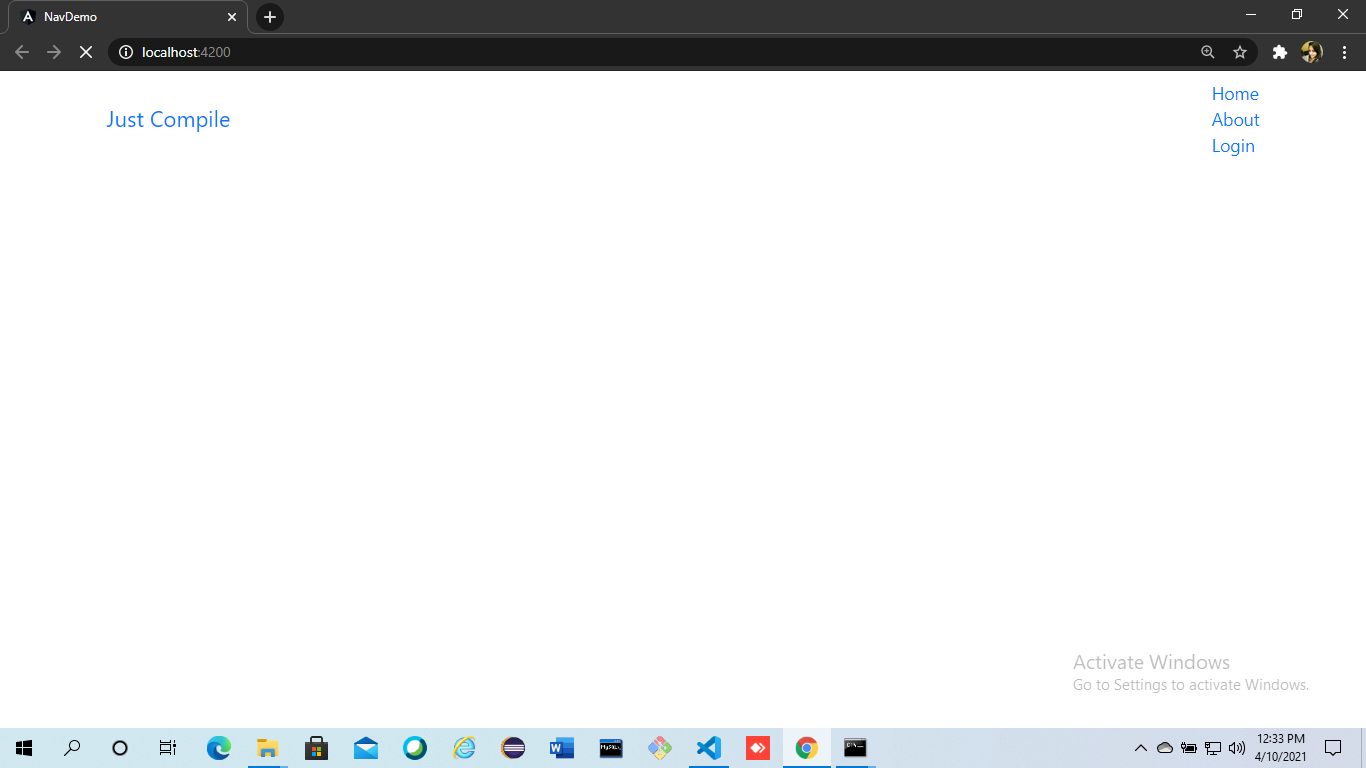 NavDemo
localhost:4200
Home
Just Compile
About
Login
Activate Windows
Go to Settings to activate Windows.
12:33 PM
4/10/2021